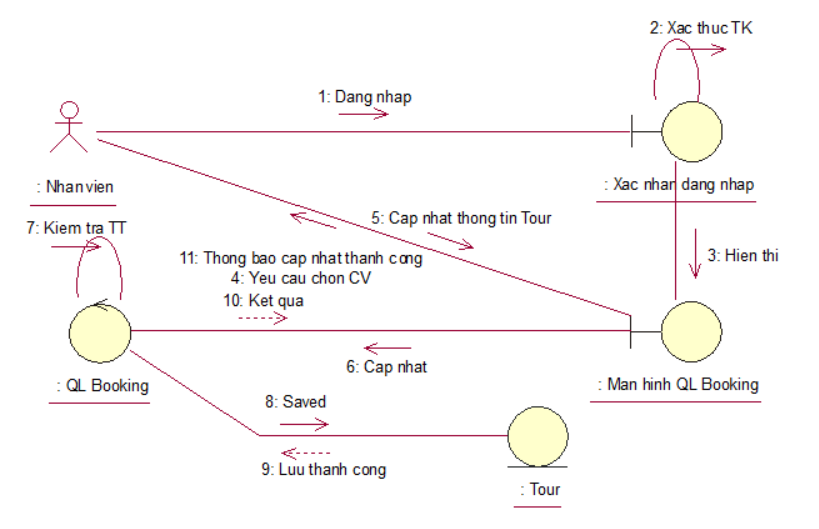 2: Xac thuc TK
1: Dang nhap
: Nhanvien
: Xac nhan dang nhap
5: Cap nhat thong tin Tour
7: Kiem tra TT
11: Thong bao cap nhat thanh cong
3: Hien thi
4: Yeu cau chon CV
10: Ket qua
6: Cap nhat
: QL Booking
: Man hinh QL Booking
8: Saved
9: Luu thanh cong
: Tour